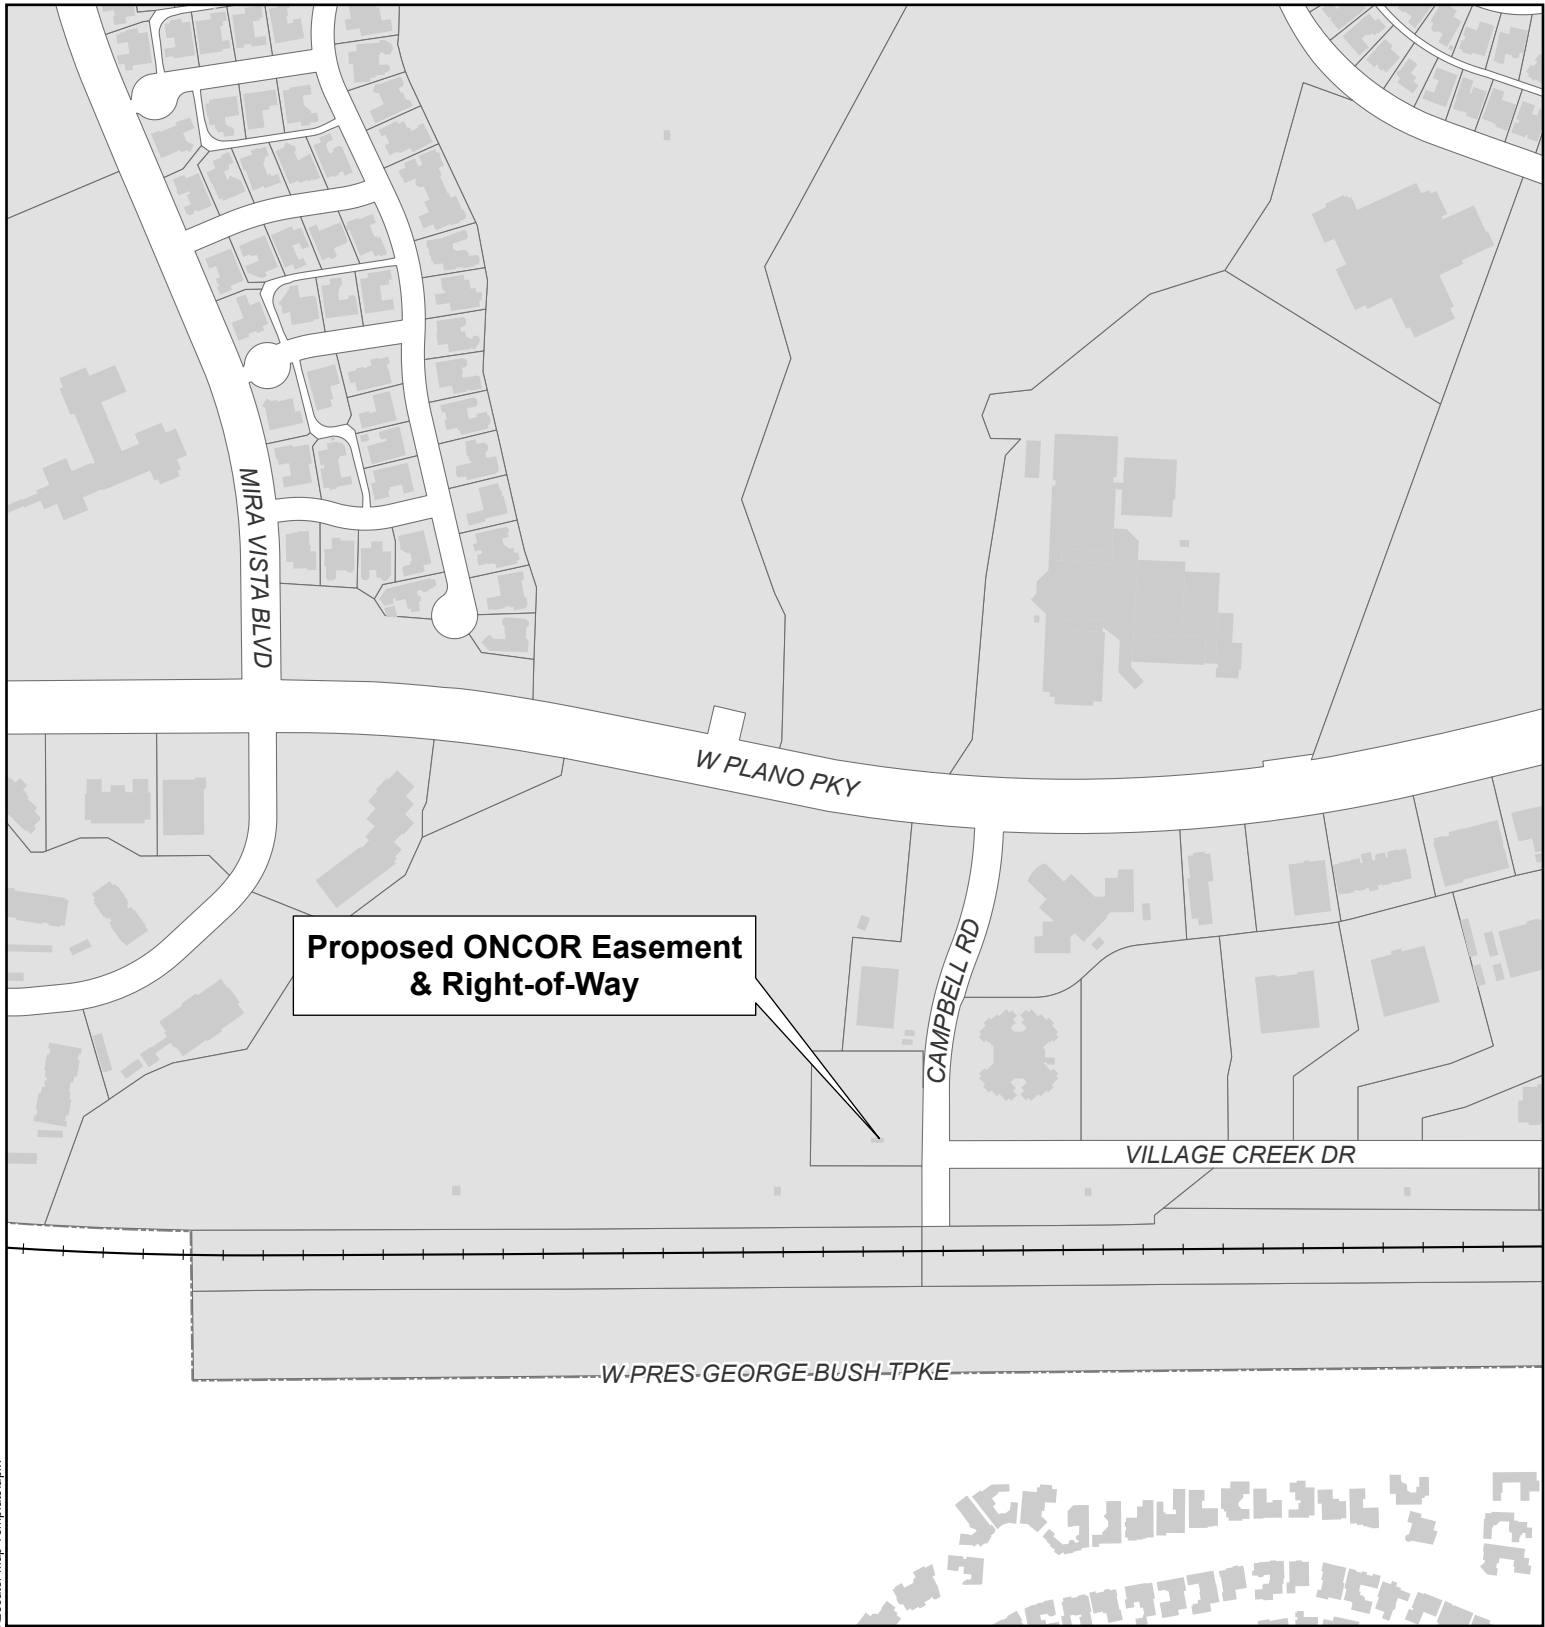 MIRA VISTA BLVD
W PLANO PKY
Proposed ONCOR Easement
& Right-of-Way
CAMPBELL RD
VILLAGE CREEK DR
W PRES GEORGE BUSH TPKE